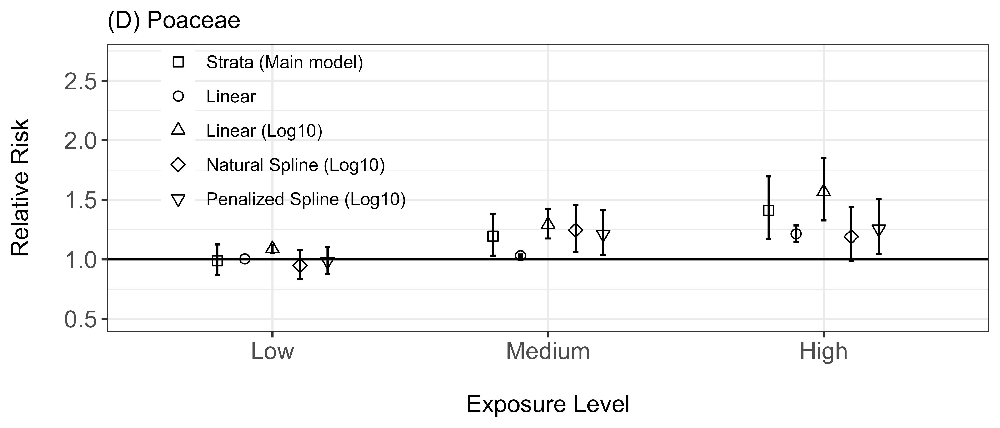 (D) Poaceae
Strata (Main model)
Linear
Linear (Log10)
Natural Spline (Log10)
Penalized Spline (Log10)
Relative Risk
2.5
2.0
1.5
1.0
0.5
Low Medium High
Exposure Level